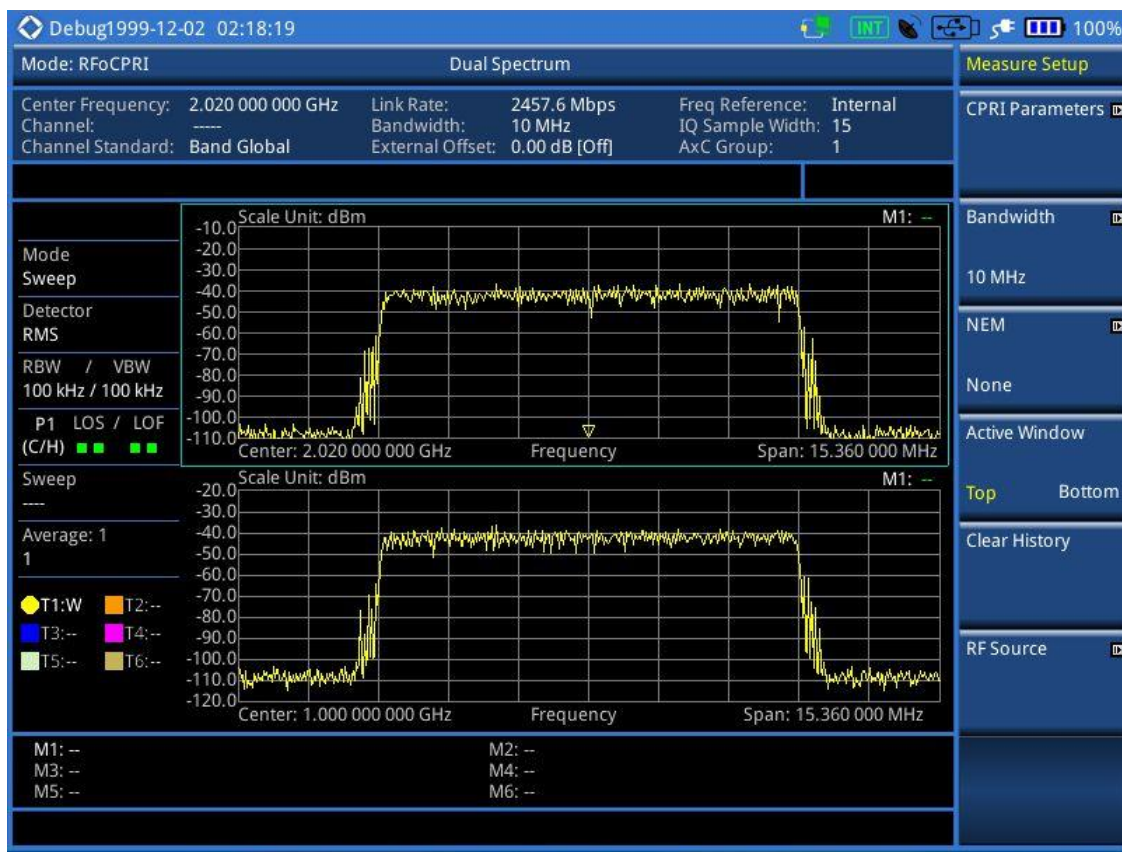 Debug1999-12-02 02:18:19 INT 100%
Mode: RFoCPRI Dual Spectrum Measure Setup
Center Frequency: 2.020 000 000 GHz Link Rate: 2457.6 Mbps Freq Reference: Internal
Channel: ----- Bandwidth: 10 MHz IQ Sample Width: 15
Channel Standard: Band Global External Offset: 0.00 dB [Off] AxC Group: 1
CPRI Parameters
Bandwidth
10 MHz
NEM
None
Active Window
Top Bottom
Clear History
RF Source
Mode
Sweep
Detector
RMS
RBW / VBW
100 kHz / 100 kHz
P1 LOS / LOF
(C/H)
Sweep
----
Average: 1
1
T1:W T2:--
T3:-- T4:--
T5:-- T6:--
Scale Unit: dBm M1: --
-10.0
-20.0
-30.0
-40.0
-50.0
-60.0
-70.0
-80.0
-90.0
-100.0
-110.0
Center: 2.020 000 000 GHz Frequency Span: 15.360 000 MHz
Scale Unit: dBm M1: --
-20.0
-30.0
-40.0
-50.0
-60.0
-70.0
-80.0
-90.0
-100.0
-110.0
-120.0
Center: 1.000 000 000 GHz Frequency Span: 15.360 000 MHz
M1: -- M2: --
M3: -- M4: --
M5: -- M6: --